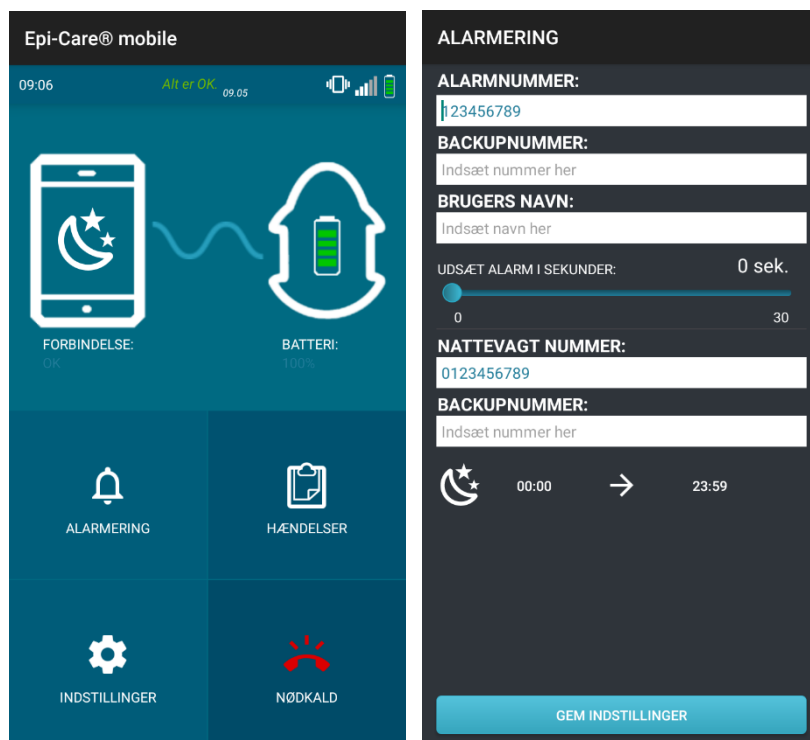 Epi-Care® mobile
09:06
Alt er OK. 09.05
FORBINDELSE:
OK
BATTERI:
100%
ALARMERING
HÆNDELSER
INDSTILLINGER
NØDKALD
ALARMERING
ALARMNUMMER:
123456789
BACKUPNUMMER:
Indsæt nummer her
BRUGERS NAVN:
Indsæt navn her
UDSÆT ALARM I SEKUNDER: 0 sek.
0 30
NATTEVAGT NUMMER:
0123456789
BACKUPNUMMER:
Indsæt nummer her
00:00 → 23:59
GEM INDSTILLINGER